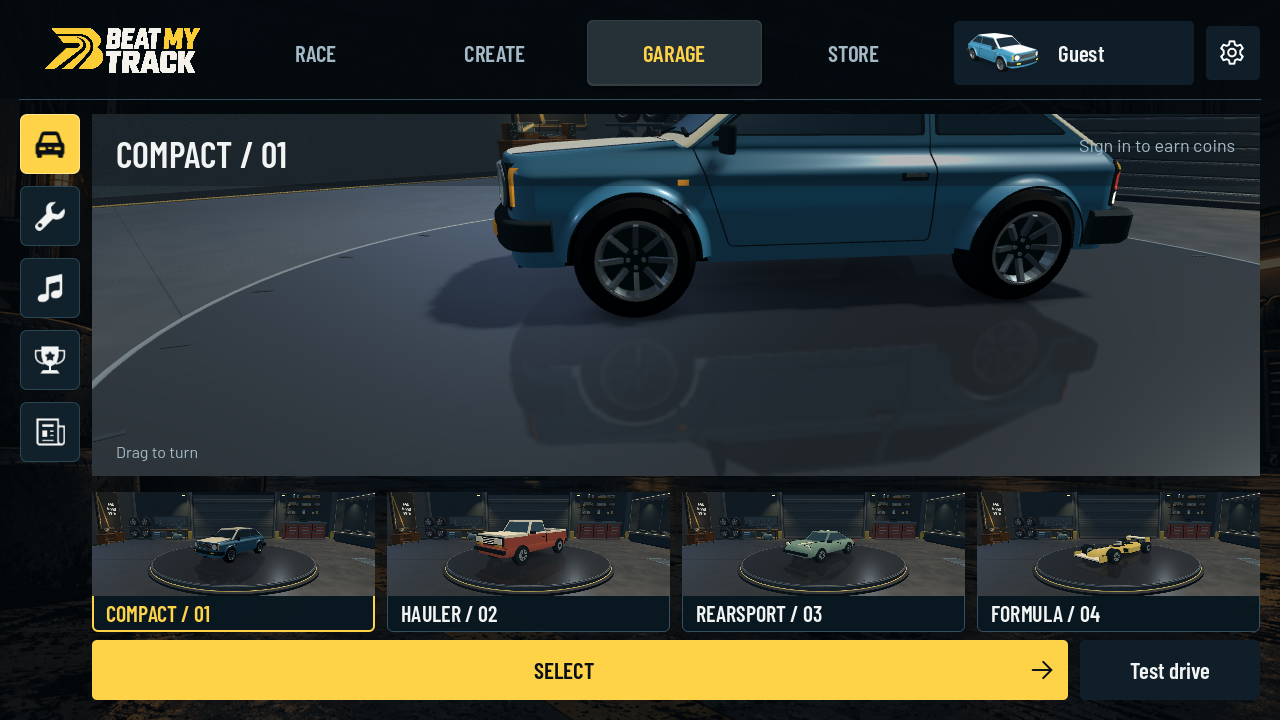 BEAT MY
TRACK
RACE
CREATE
GARAGE
STORE
Guest
COMPACT / 01
Sign in to earn coins
Drag to turn
COMPACT / 01
HAULER / 02
REARSPORT / 03
FORMULA / 04
SELECT
Test drive